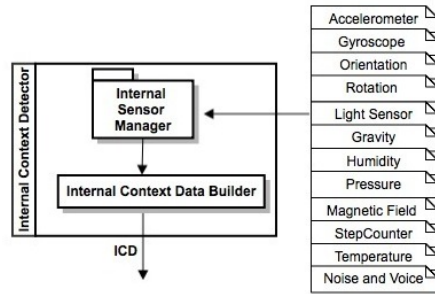 Internal Context Detector
Internal
Sensor
Manager
Internal Context Data Builder
ICD
Accelerometer
Gyroscope
Orientation
Rotation
Light Sensor
Gravity
Humidity
Pressure
Magnetic Field
StepCounter
Temperature
Noise and Voice